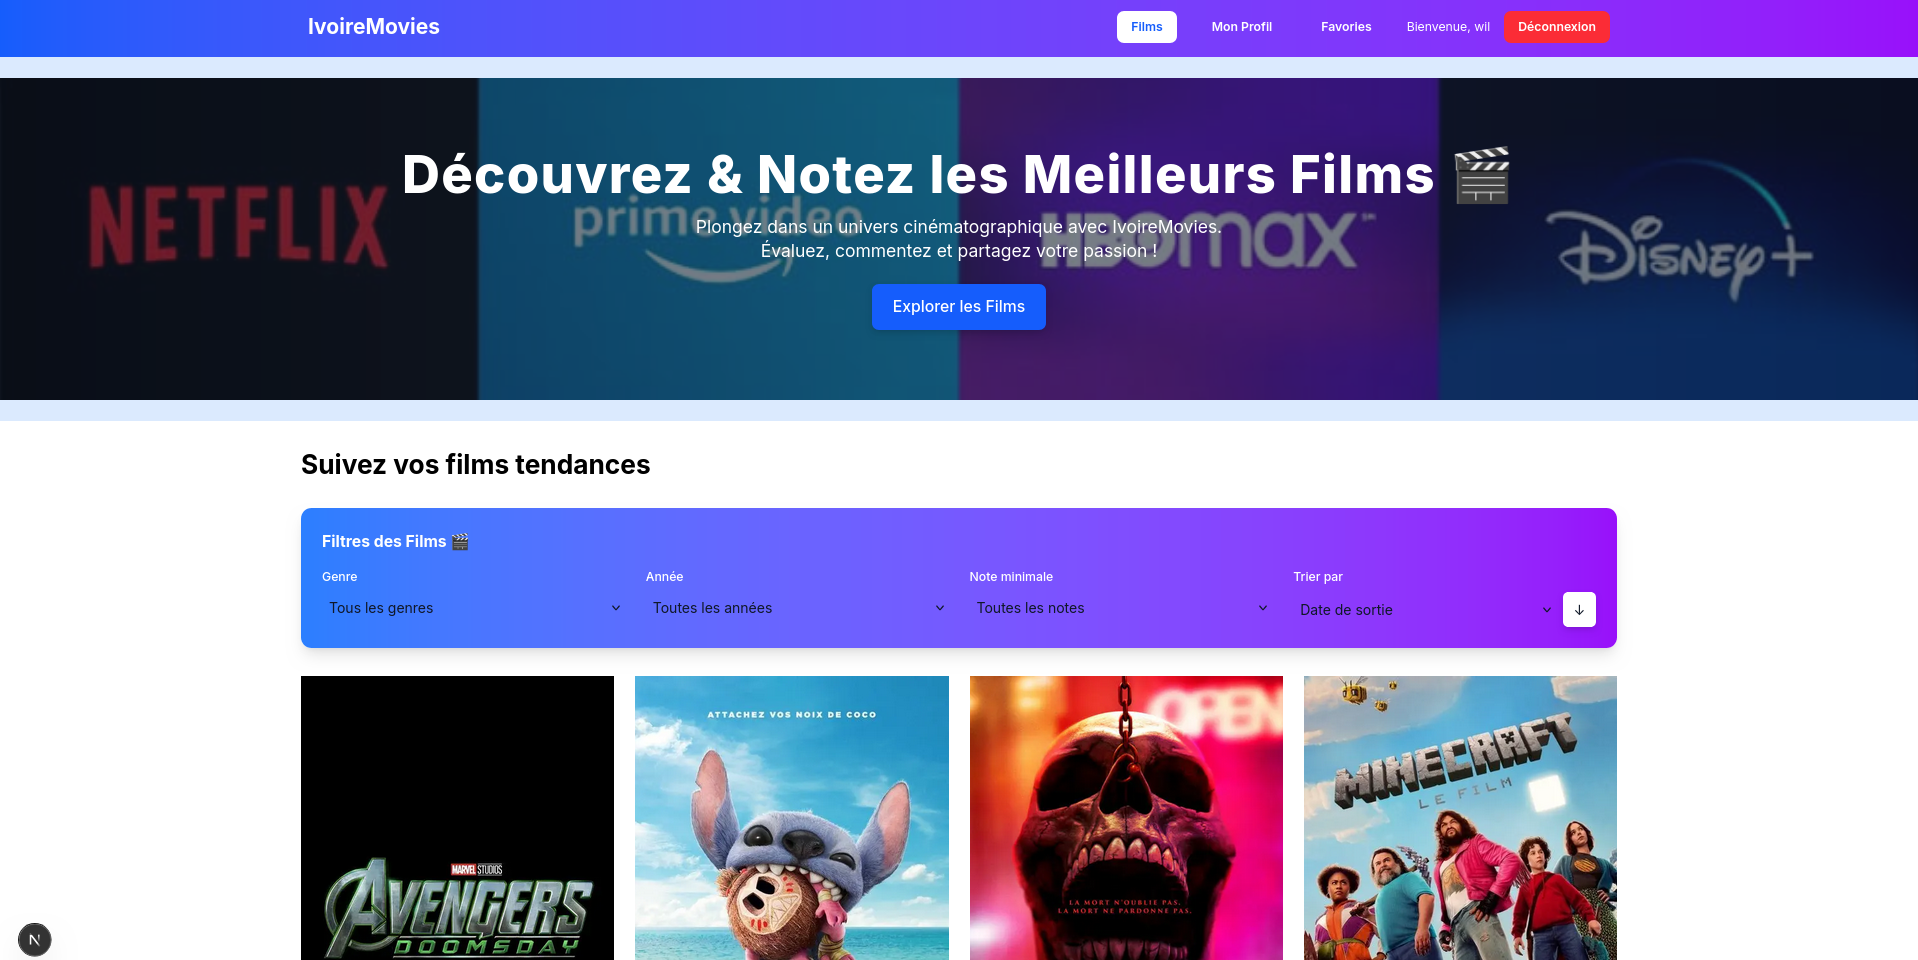 IvoireMovies
Films
Mon Profil
Favories
Bienvenue, wil
Déconnexion
NETFLIX
prime video
HBOmax
Disney+
Découvrez & Notez les Meilleurs Films 🎬
Plongez dans un univers cinématographique avec IvoireMovies.
Évaluez, commentez et partagez votre passion !
Explorer les Films
Suivez vos films tendances
Filtres des Films 🎬
Genre
Année
Note minimale
Trier par
Tous les genres
Toutes les années
Toutes les notes
Date de sortie
↓
MARVEL STUDIOS
AVENGERS
DOOMSDAY
ATTACHEZ VOS NOIX DE COCO
OPEN
LA MORT N'OUBLIE PAS,
LA MORT NE PARDONNE PAS.
MINECRAFT
LE FILM
N